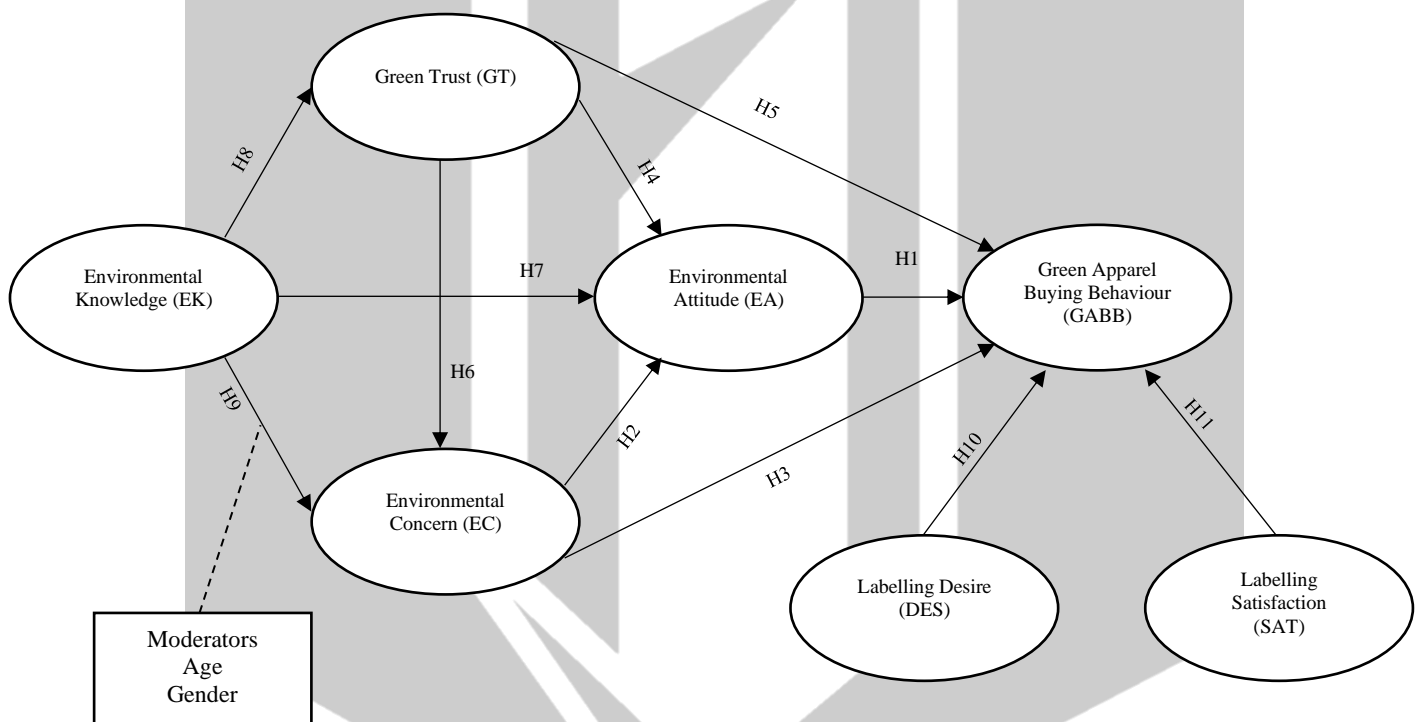 Green Trust (GT)
H5
H8
H4
Environmental
Knowledge (EK)
H7
Environmental
Attitude (EA)
H1
Green Apparel
Buying Behaviour
(GABB)
H9
H6
H2
H3
H10
H11
Environmental
Concern (EC)
Labelling Desire
(DES)
Labelling
Satisfaction
(SAT)
Moderators
Age
Gender